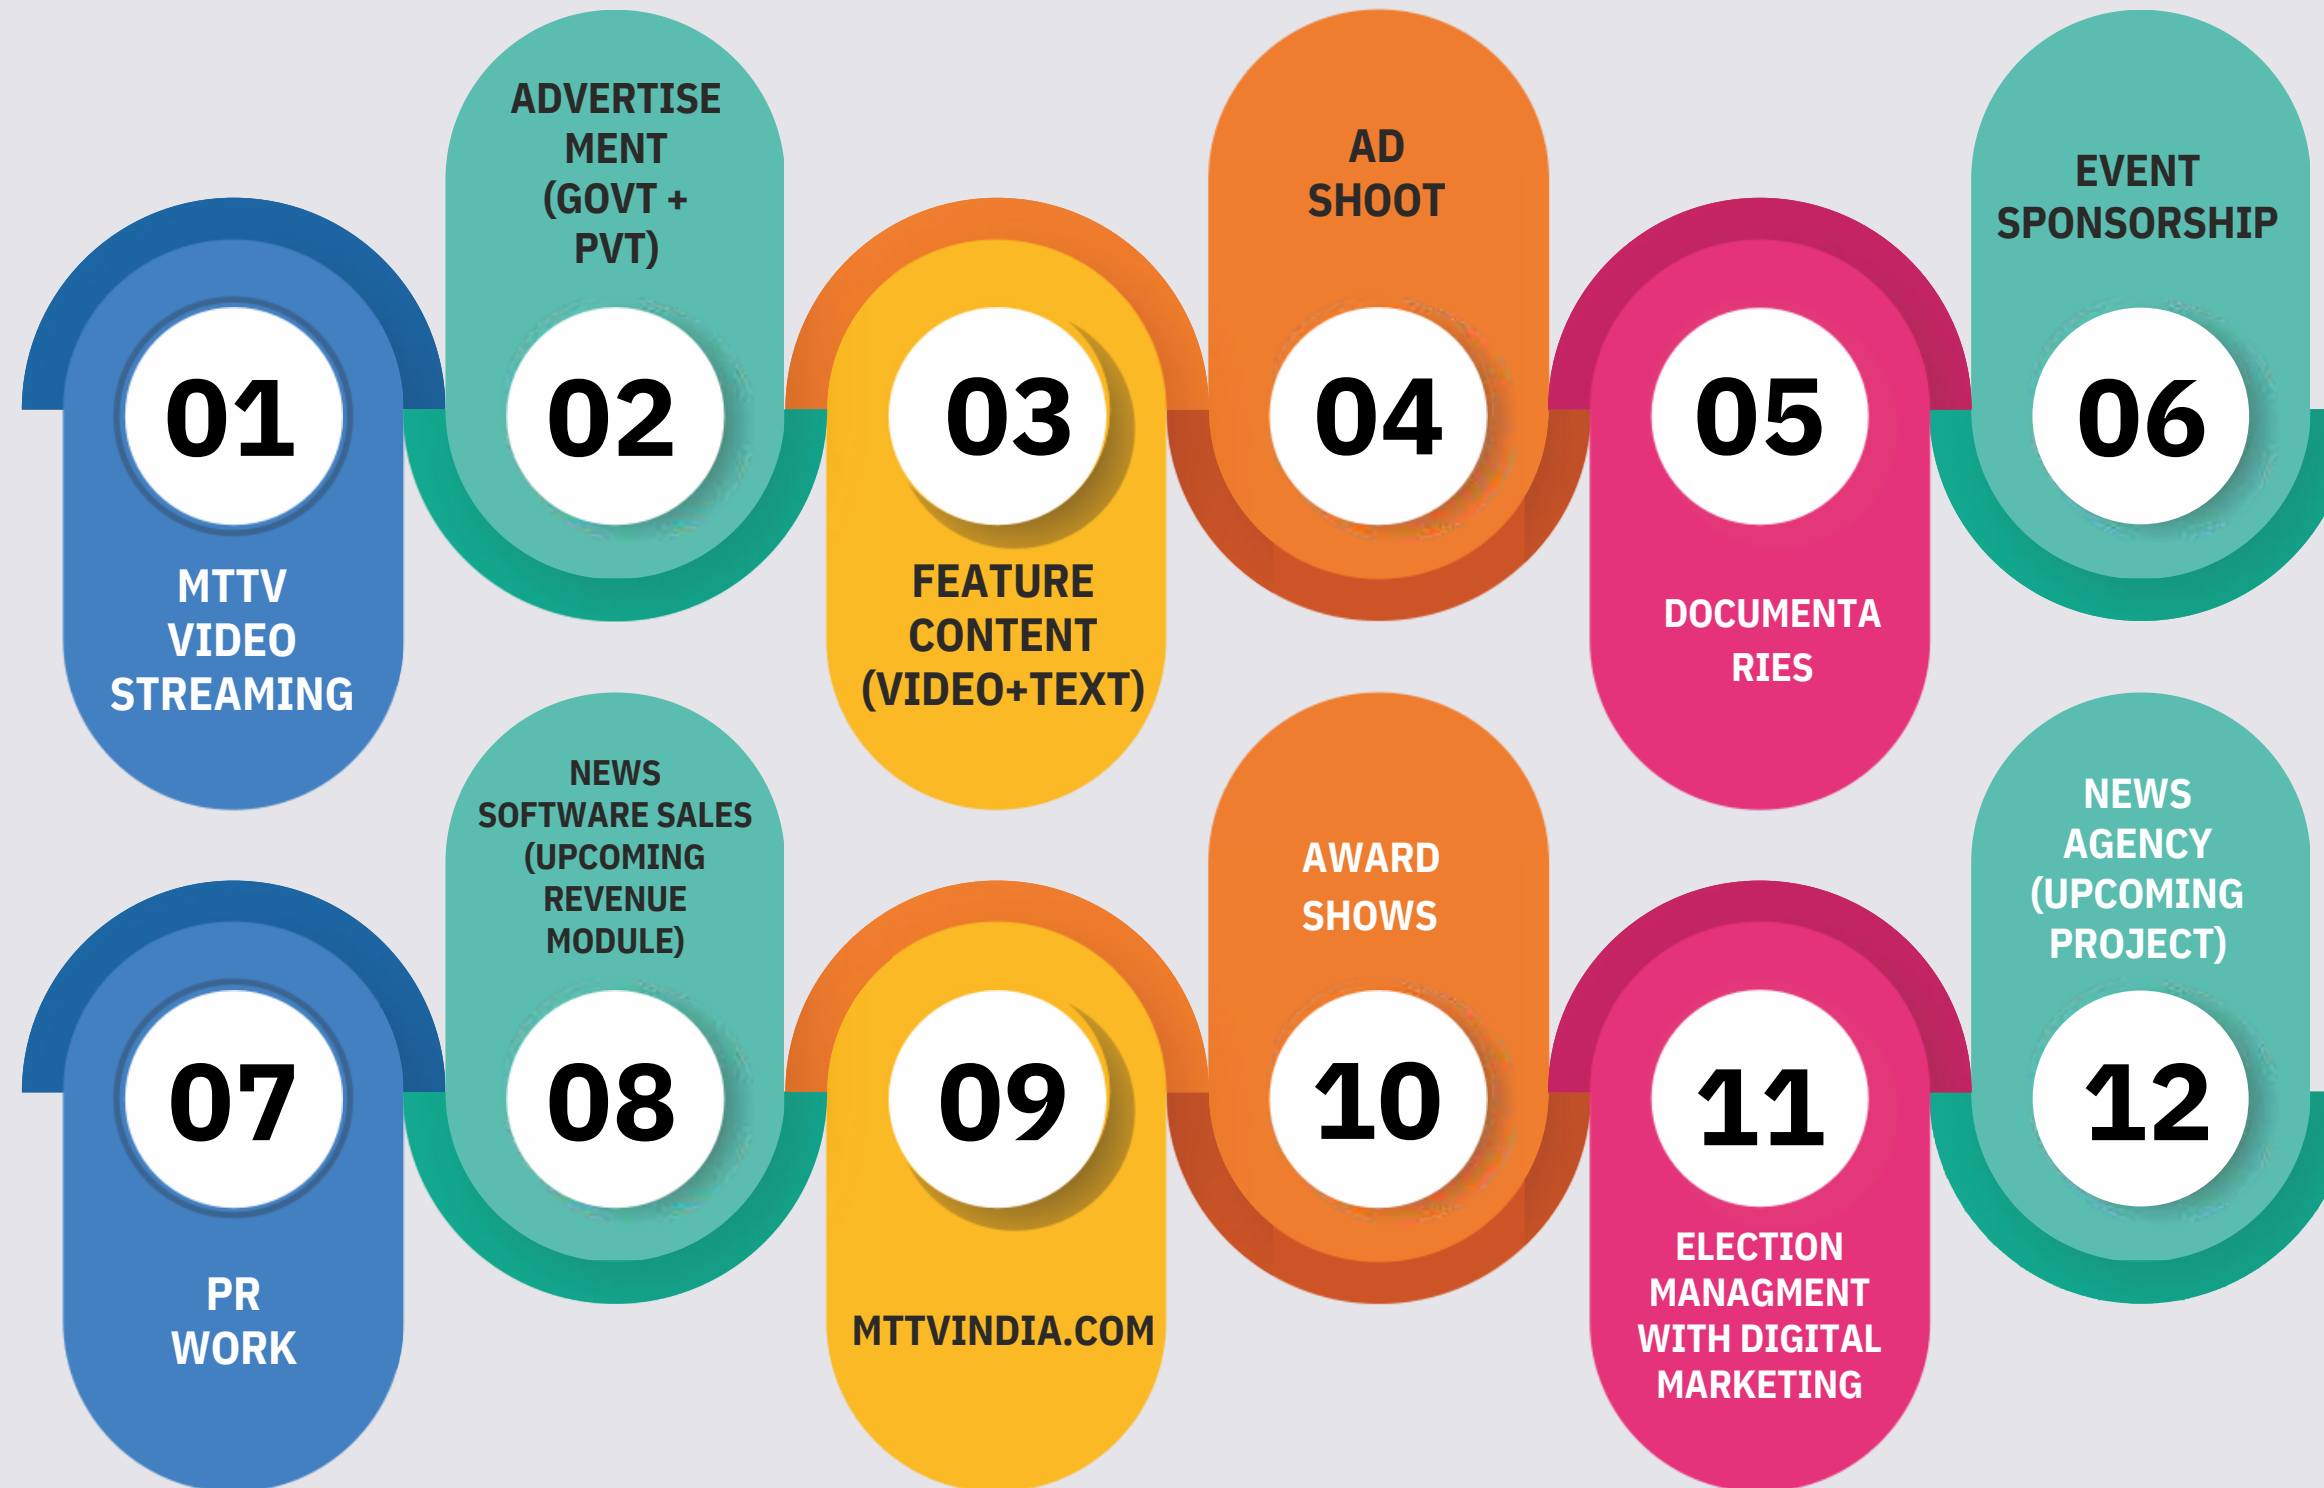 01
MTTV
VIDEO
STREAMING
ADVERTISE
MENT
(GOVT +
PVT)
02
03
FEATURE
CONTENT
(VIDEO+TEXT)
AD
SHOOT
04
05
DOCUMENTA
RIES
EVENT
SPONSORSHIP
06
07
PR
WORK
NEWS
SOFTWARE SALES
(UPCOMING
REVENUE
MODULE)
08
09
MTTVINDIA.COM
AWARD
SHOWS
10
11
ELECTION
MANAGMENT
WITH DIGITAL
MARKETING
NEWS
AGENCY
(UPCOMING
PROJECT)
12